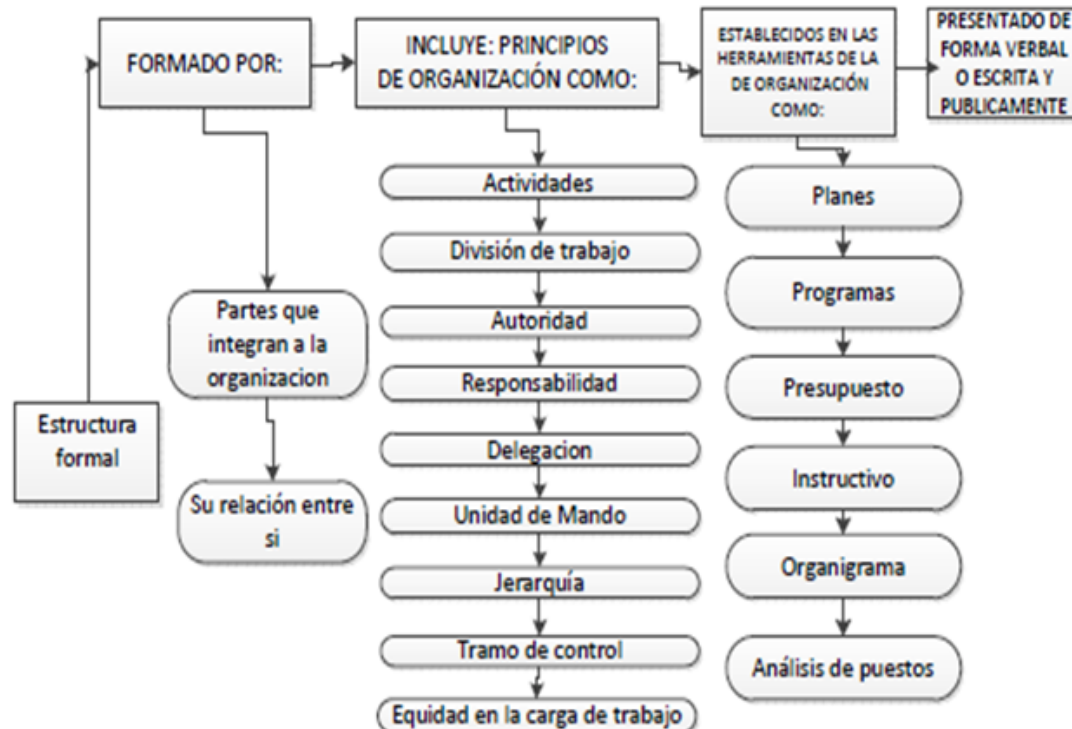 FORMADO POR:
INCLUYE: PRINCIPIOS
DE ORGANIZACIÓN COMO:
ESTABLECIDOS EN LAS
HERRAMIENTAS DE LA
DE ORGANIZACIÓN
COMO:
PRESENTADO DE
FORMA VERBAL
O ESCRITA Y
PUBLICAMENTE
Estructura
formal
Partes que
integran a la
organizacion
Su relación entre
si
Actividades
División de trabajo
Autoridad
Responsabilidad
Delegacion
Unidad de Mando
Jerarquía
Tramo de control
Equidad en la carga de trabajo
Planes
Programas
Presupuesto
Instructivo
Organigrama
Análisis de puestos